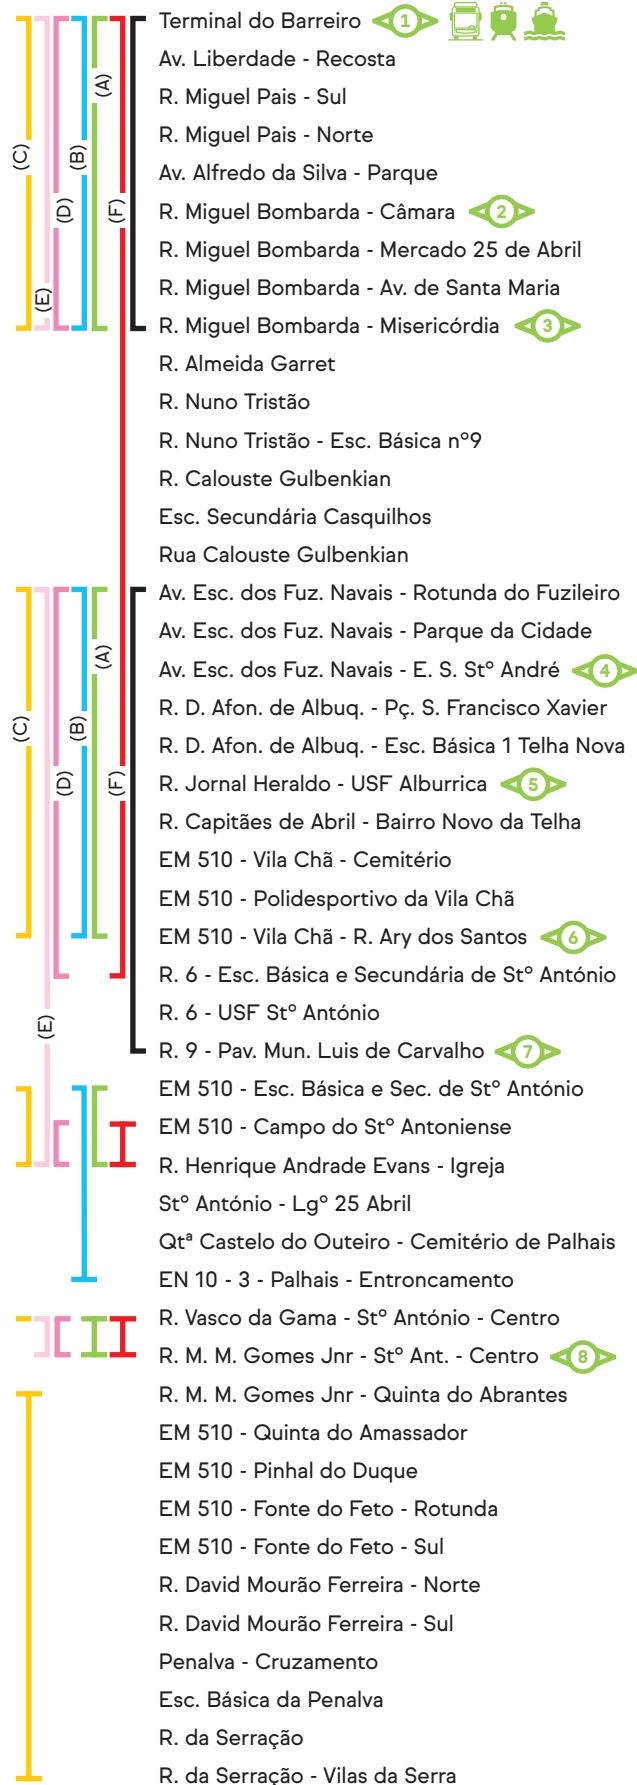 Terminal do Barreiro 1
Av. Liberdade - Recosta
(A)
R. Miguel Pais - Sul
R. Miguel Pais - Norte
(C)
(B)
Av. Alfredo da Silva - Parque
(D)
(F)
R. Miguel Bombarda - Câmara 2
R. Miguel Bombarda - Mercado 25 de Abril
(E)
R. Miguel Bombarda - Av. de Santa Maria
R. Miguel Bombarda - Misericórdia 3
R. Almeida Garret
R. Nuno Tristão
R. Nuno Tristão - Esc. Básica nº9
R. Calouste Gulbenkian
Esc. Secundária Casquilhos
Rua Calouste Gulbenkian
Av. Esc. dos Fuz. Navais - Rotunda do Fuzileiro
Av. Esc. dos Fuz. Navais - Parque da Cidade
(A)
Av. Esc. dos Fuz. Navais - E. S. Stº André 4
R. D. Afon. de Albuq. - Pç. S. Francisco Xavier
(C)
(B)
R. D. Afon. de Albuq. - Esc. Básica 1 Telha Nova
(D)
(F)
R. Jornal Heraldo - USF Alburrica 5
R. Capitães de Abril - Bairro Novo da Telha
EM 510 - Vila Chã - Cemitério
EM 510 - Polidesportivo da Vila Chã
EM 510 - Vila Chã - R. Ary dos Santos 6
R. 6 - Esc. Básica e Secundária de Stº António
R. 6 - USF Stº António
(E)
R. 9 - Pav. Mun. Luis de Carvalho 7
EM 510 - Esc. Básica e Sec. de Stº António
EM 510 - Campo do Stº Antoniense
R. Henrique Andrade Evans - Igreja
Stº António - Lgº 25 Abril
Qtª Castelo do Outeiro - Cemitério de Palhais
EN 10 - 3 - Palhais - Entroncamento
R. Vasco da Gama - Stº António - Centro
R. M. M. Gomes Jnr - Stº Ant. - Centro 8
R. M. M. Gomes Jnr - Quinta do Abrantes
EM 510 - Quinta do Amassador
EM 510 - Pinhal do Duque
EM 510 - Fonte do Feto - Rotunda
EM 510 - Fonte do Feto - Sul
R. David Mourão Ferreira - Norte
R. David Mourão Ferreira - Sul
Penalva - Cruzamento
Esc. Básica da Penalva
R. da Serração
R. da Serração - Vilas da Serra